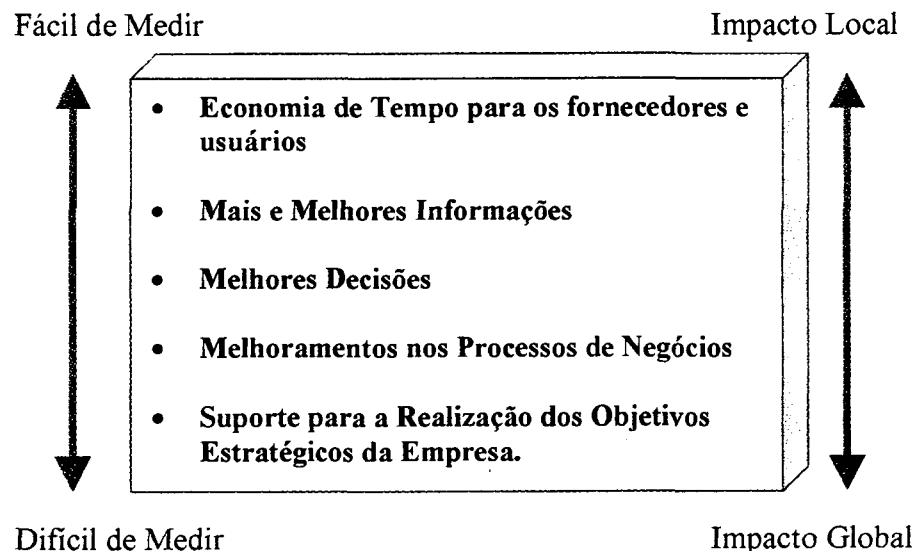 Fácil de Medir Impacto Local
• Economia de Tempo para os fornecedores e
usuários
• Mais e Melhores Informações
• Melhores Decisões
• Melhoramentos nos Processos de Negócios
• Suporte para a Realização dos Objetivos
Estratégicos da Empresa.
Difícil de Medir Impacto Global